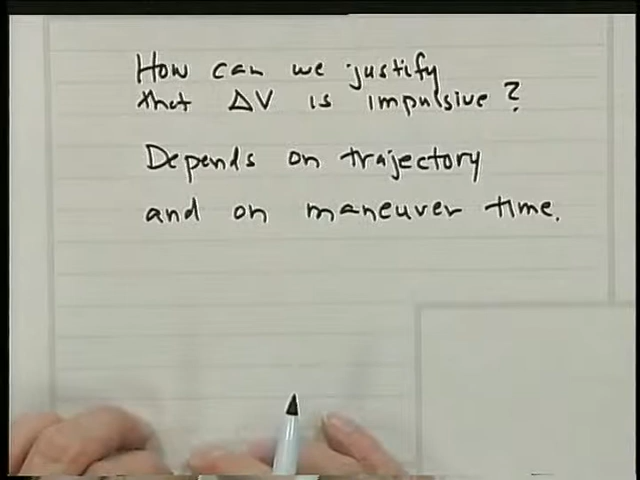 How can we justify
that ΔV is impulsive?
Depends on trajectory
and on maneuver time.